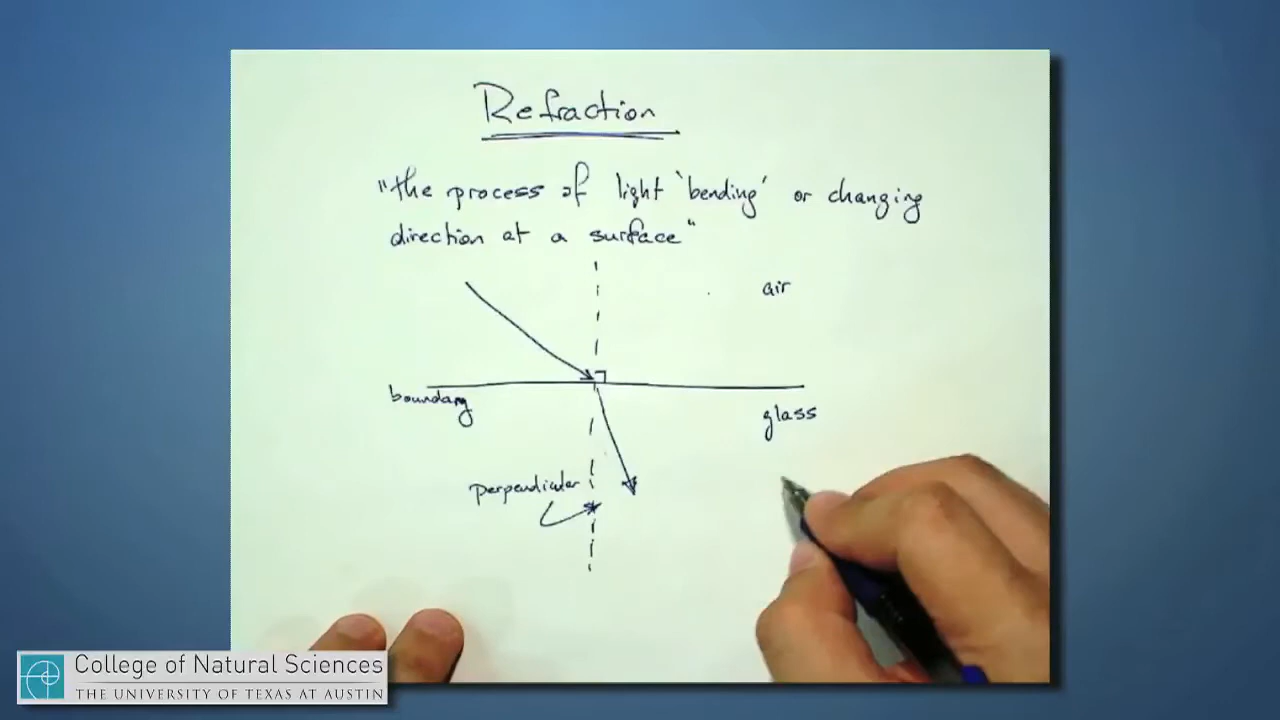 Refraction
"the process of light 'bending' or changing
direction at a surface"
air
boundary
glass
perpendicular
College of Natural Sciences
THE UNIVERSITY OF TEXAS AT AUSTIN